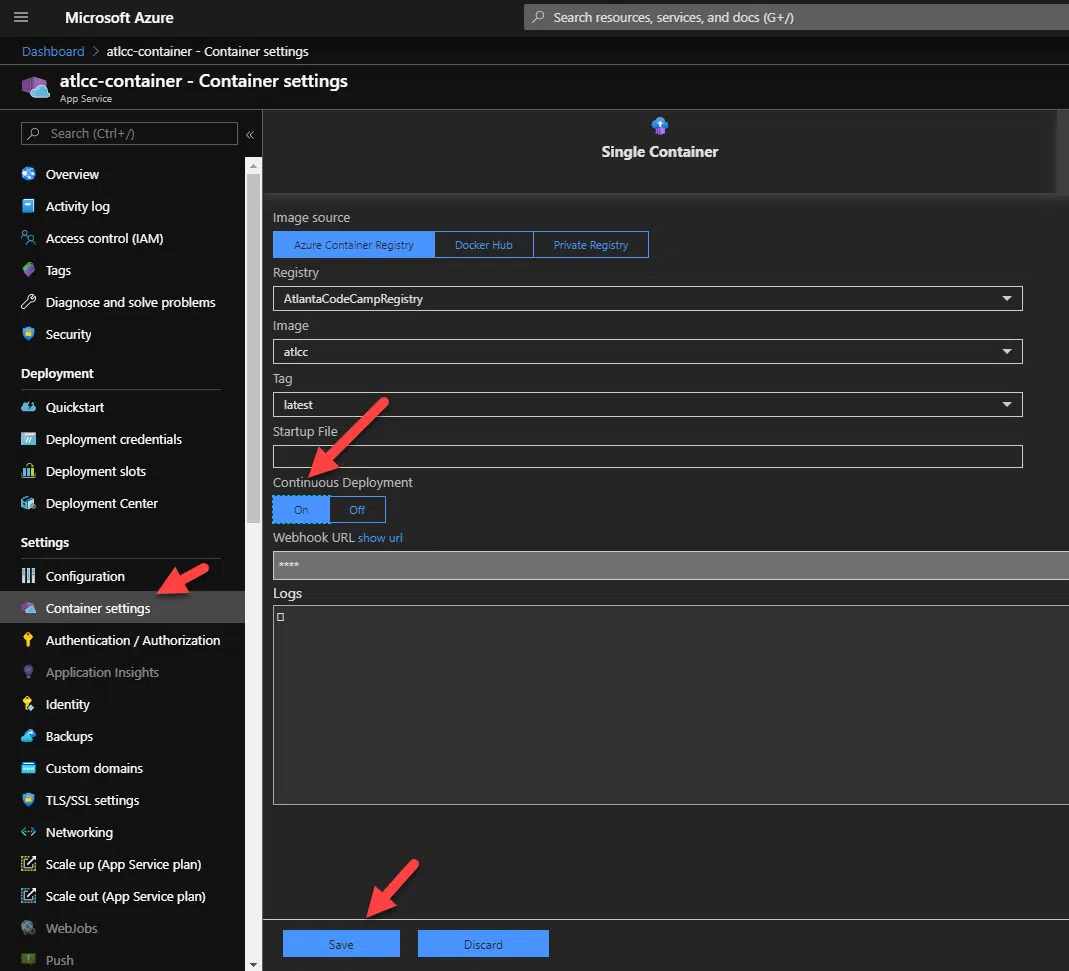 Microsoft Azure
Search resources, services, and docs (G+/)
Dashboard > atlcc-container - Container settings
atlcc-container - Container settings
App Service
Search (Ctrl+/)
«
Overview
Activity log
Access control (IAM)
Tags
Diagnose and solve problems
Security
Deployment
Quickstart
Deployment credentials
Deployment slots
Deployment Center
Settings
Configuration
Container settings
Authentication / Authorization
Application Insights
Identity
Backups
Custom domains
TLS/SSL settings
Networking
Scale up (App Service plan)
Scale out (App Service plan)
WebJobs
Push
Single Container
Image source
Azure Container Registry Docker Hub Private Registry
Registry
AtlantaCodeCampRegistry
Image
atlcc
Tag
latest
Startup File
Continuous Deployment
On Off
Webhook URL show url
****
Logs
Save Discard